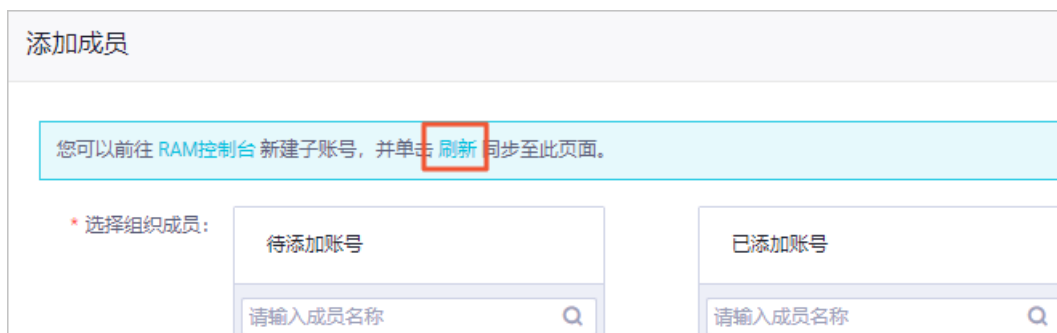 添加成员
您可以前往 RAM控制台 新建子账号，并单击 刷新 同步至此页面。
* 选择组织成员：
待添加账号
已添加账号
请输入成员名称
请输入成员名称